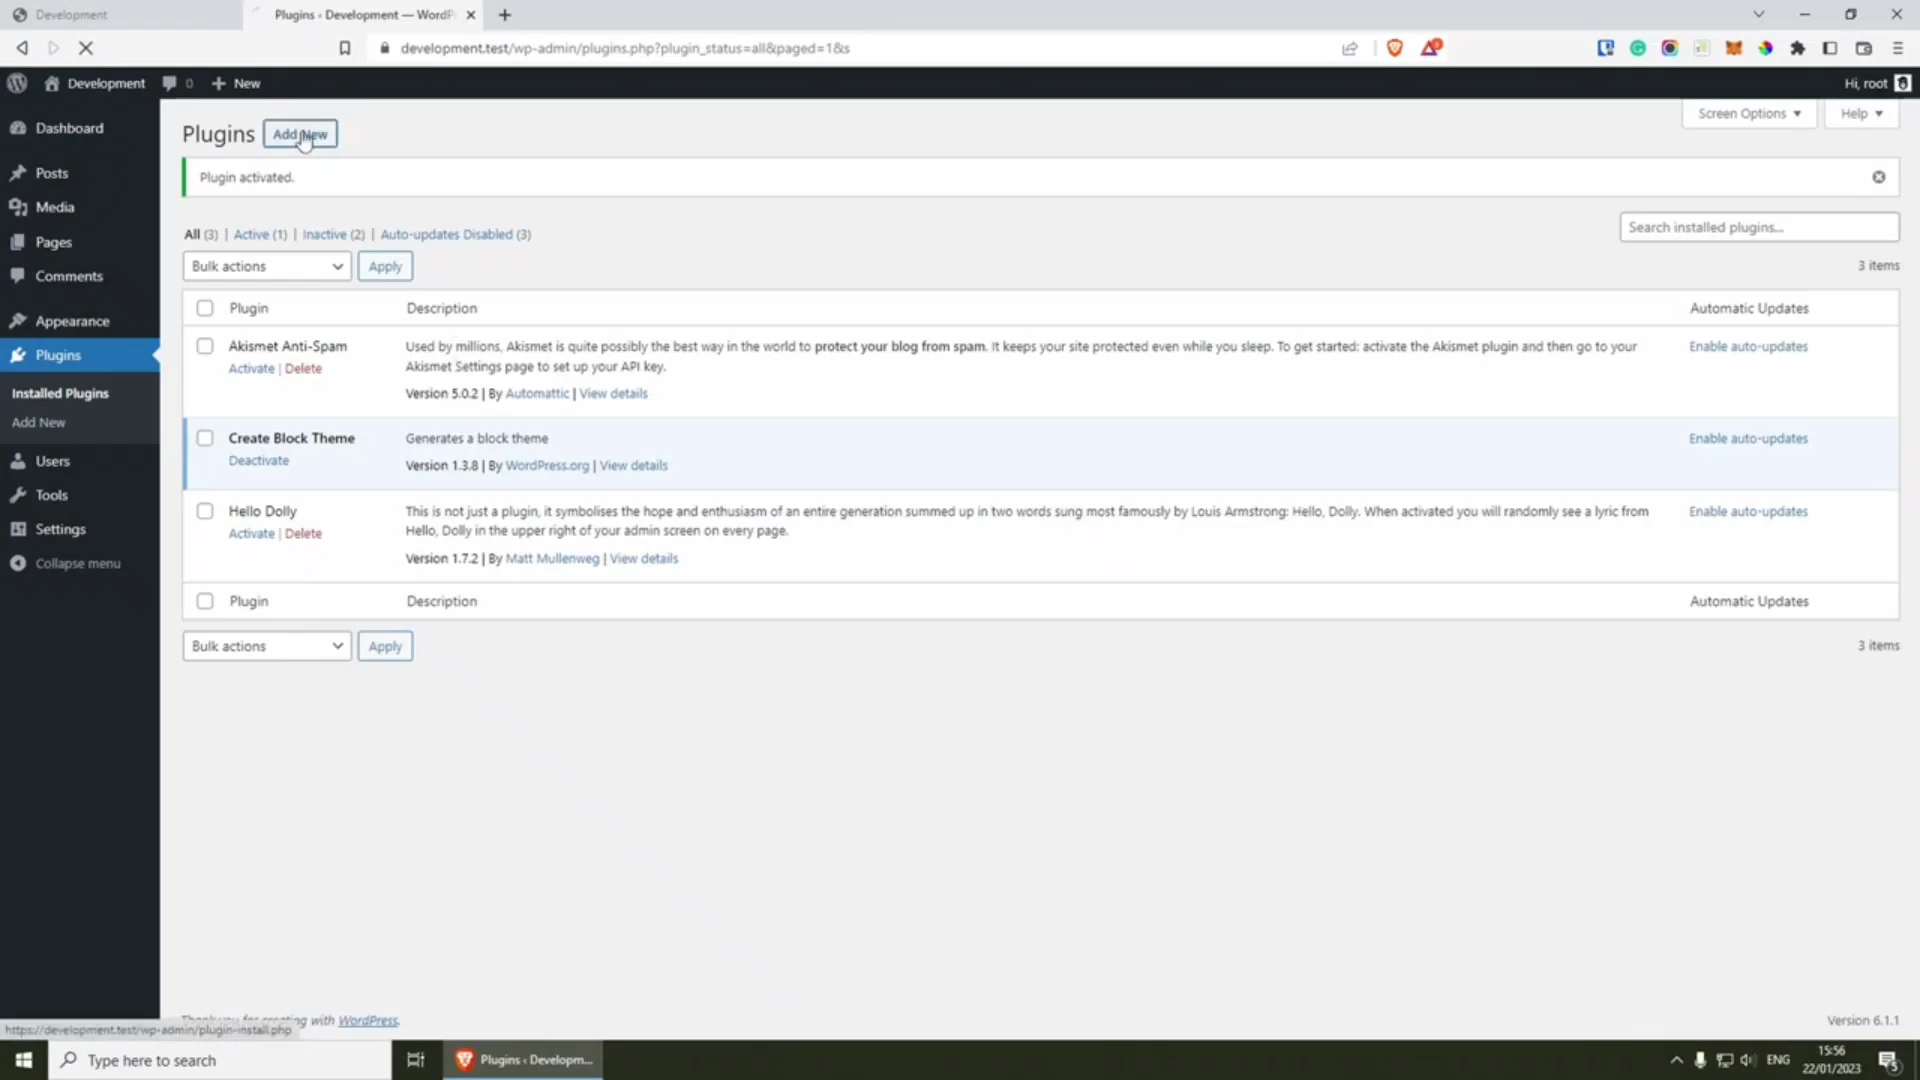 Development
Plugins ‹ Development — WordP
development.test/wp-admin/plugins.php?plugin_status=all&paged=1&s
Development
0
New
Hi, root
Dashboard
Posts
Media
Pages
Comments
Appearance
Plugins
Installed Plugins
Add New
Users
Tools
Settings
Collapse menu
Plugins
Add New
Screen Options
Help
Plugin activated.
All (3) | Active (1) | Inactive (2) | Auto-updates Disabled (3)
Search installed plugins...
Bulk actions
Apply
3 items
Plugin
Description
Automatic Updates
Akismet Anti-Spam
Activate | Delete
Used by millions, Akismet is quite possibly the best way in the world to protect your blog from spam. It keeps your site protected even while you sleep. To get started: activate the Akismet plugin and then go to your
Akismet Settings page to set up your API key.
Version 5.0.2 | By Automattic | View details
Enable auto-updates
Create Block Theme
Deactivate
Generates a block theme
Version 1.3.8 | By WordPress.org | View details
Enable auto-updates
Hello Dolly
Activate | Delete
This is not just a plugin, it symbolises the hope and enthusiasm of an entire generation summed up in two words sung most famously by Louis Armstrong: Hello, Dolly. When activated you will randomly see a lyric from
Hello, Dolly in the upper right of your admin screen on every page.
Version 1.7.2 | By Matt Mullenweg | View details
Enable auto-updates
Plugin
Description
Automatic Updates
Bulk actions
Apply
3 items
Thank you for creating with WordPress.
Version 6.1.1
https://development.test/wp-admin/plugin-install.php
Type here to search
Plugins ‹ Developm...
ENG
15:56
22/01/2023
5